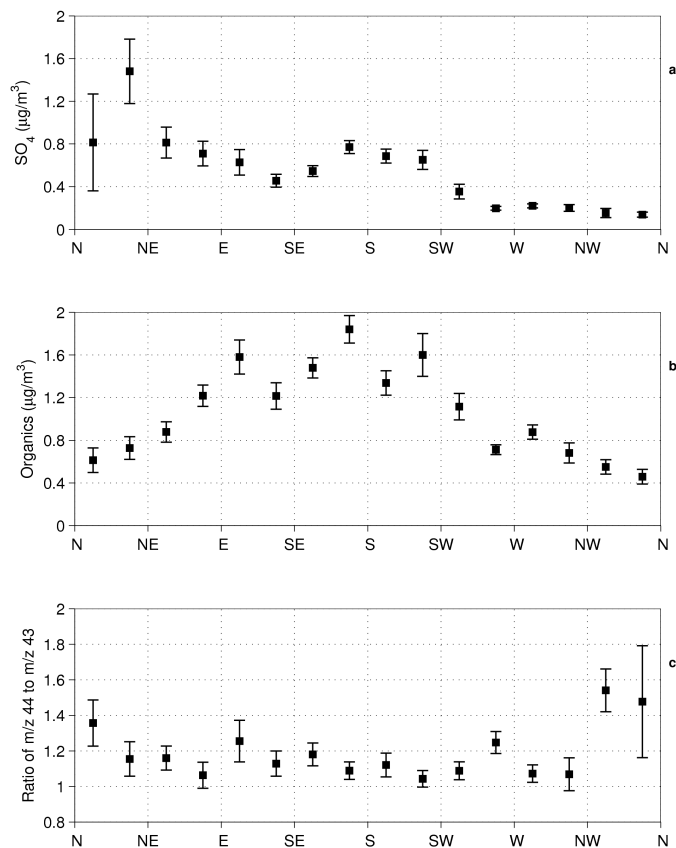 2
1.6
a
1.2
SO4 (μg/m3)
0.8
0.4
0
N NE E SE S SW W NW N
2
1.6
b
1.2
Organics (μg/m3)
0.8
0.4
0
N NE E SE S SW W NW N
2
1.8
c
1.6
1.4
Ratio of m/z 44 to m/z 43
1.2
1
0.8
N NE E SE S SW W NW N